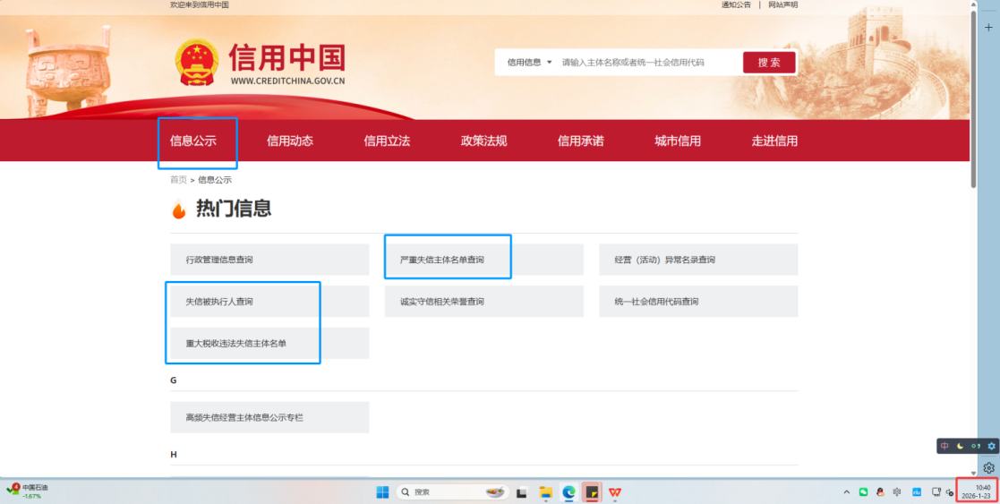 欢迎来到信用中国
通知公告 | 网站声明
信用中国
WWW.CREDITCHINA.GOV.CN
信用信息 请输入主体名称或者统一社会信用代码 搜索
信息公示 信用动态 信用立法 政策法规 信用承诺 城市信用 走进信用
首页 > 信息公示
热门信息
行政管理信息查询 严重失信主体名单查询 经营（活动）异常名录查询
失信被执行人查询 诚实守信相关荣誉查询 统一社会信用代码查询
重大税收违法失信主体名单
G
高频失信经营主体信息公示专栏
H
中
4
中国石油
-1.67%
搜索
10:40
2026-1-23